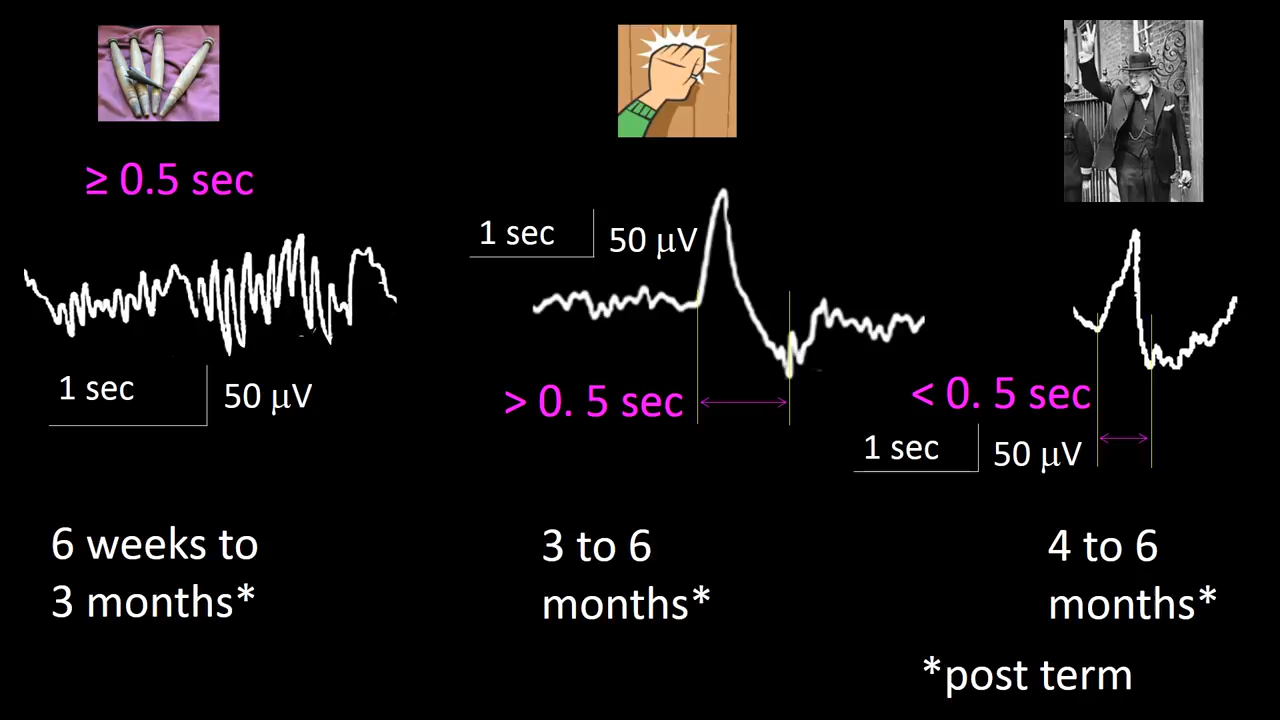 ≥ 0.5 sec
1 sec
50 μV
6 weeks to
3 months*
1 sec
50 μV
> 0. 5 sec
3 to 6
months*
< 0. 5 sec
1 sec
50 μV
4 to 6
months*
*post term